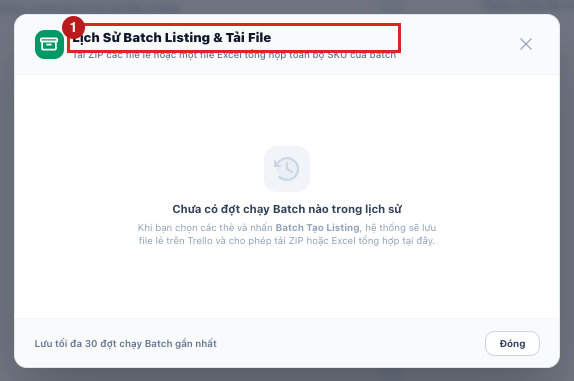 1
Lịch Sử Batch Listing & Tải File
Tải ZIP các file lẻ hoặc một file Excel tổng hợp toàn bộ SKU của batch
Chưa có đợt chạy Batch nào trong lịch sử
Khi bạn chọn các thẻ và nhấn Batch Tạo Listing, hệ thống sẽ lưu
file lẻ trên Trello và cho phép tải ZIP hoặc Excel tổng hợp tại đây.
Lưu tối đa 30 đợt chạy Batch gần nhất
Đóng